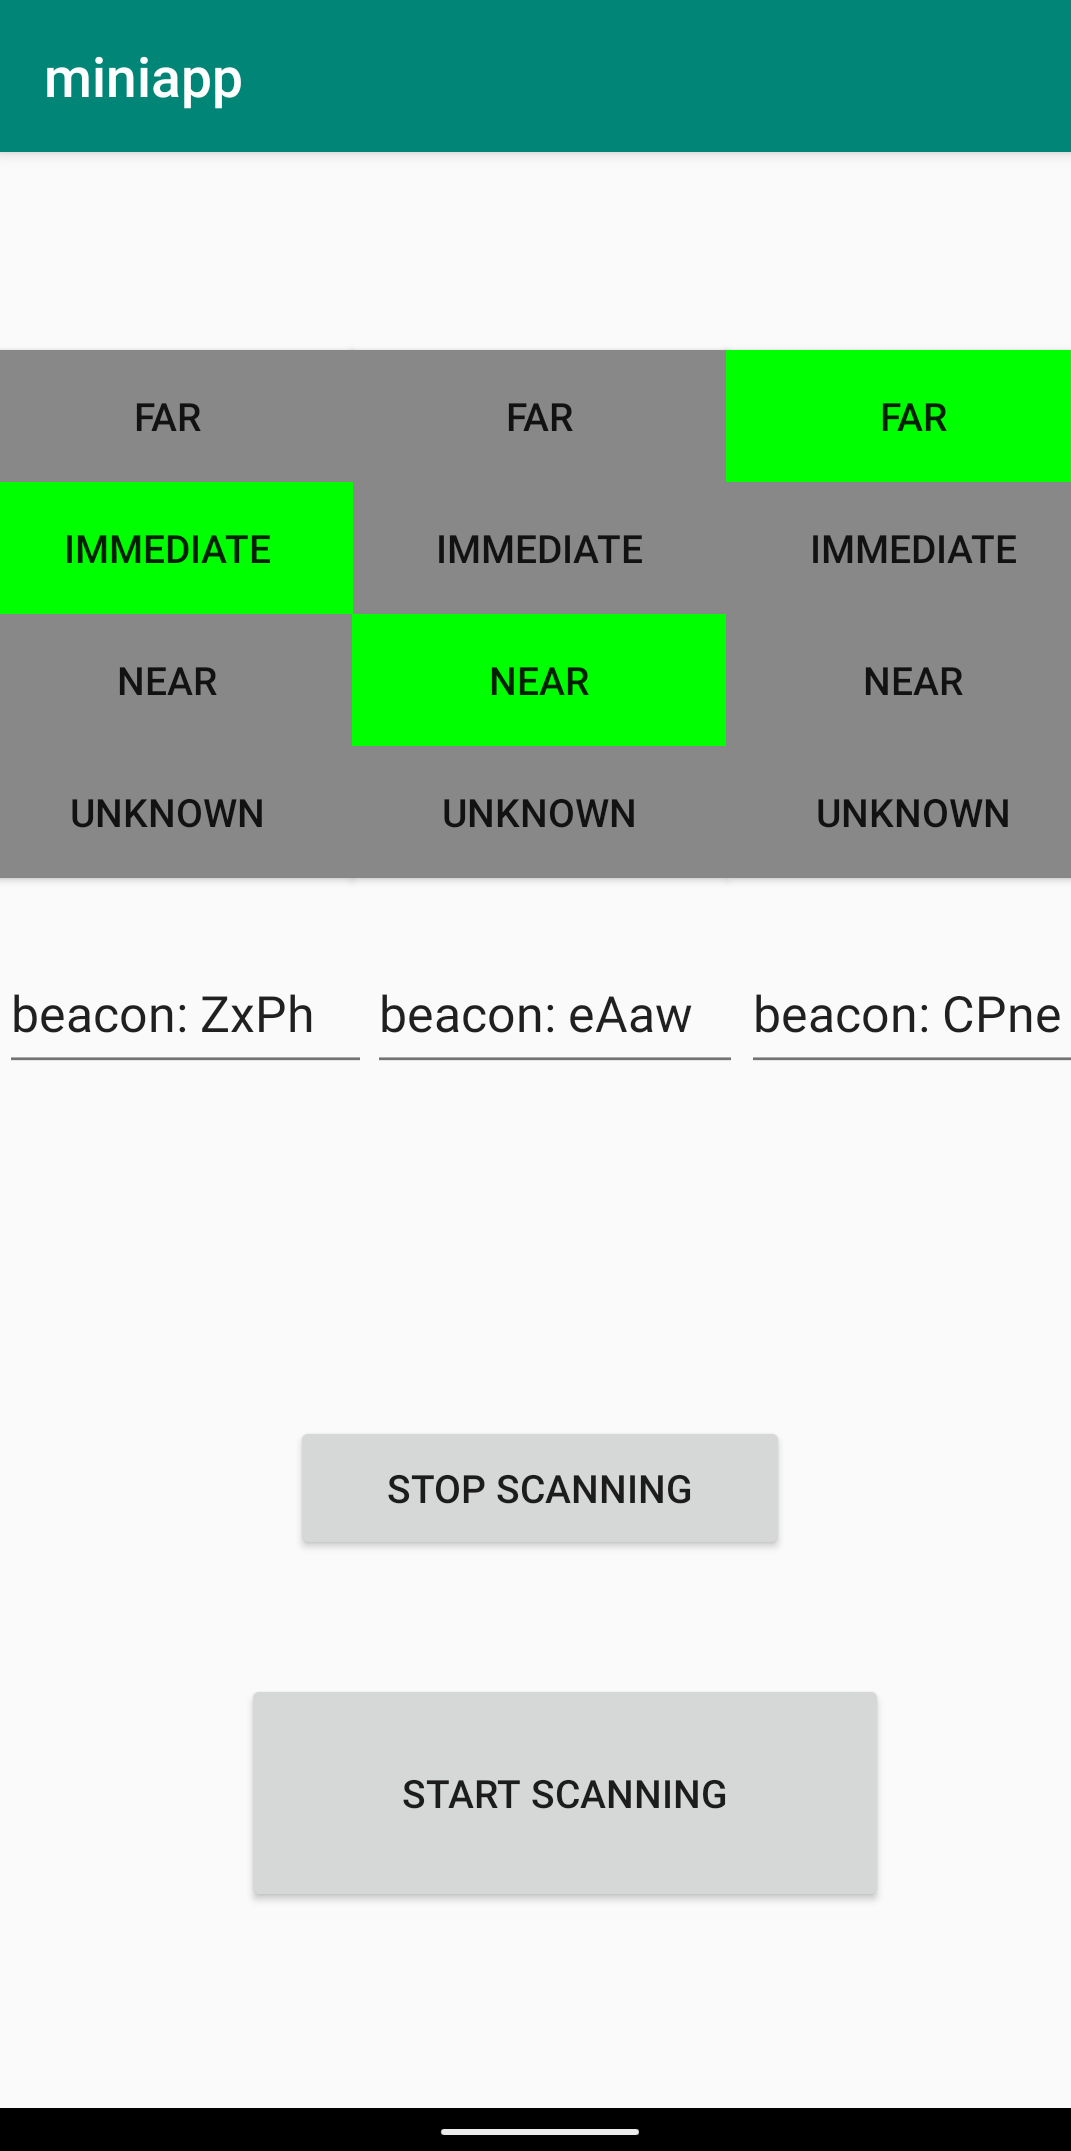 miniapp
FAR FAR FAR
IMMEDIATE IMMEDIATE IMMEDIATE
NEAR NEAR NEAR
UNKNOWN UNKNOWN UNKNOWN
beacon: ZxPh beacon: eAaw beacon: CPne
STOP SCANNING
START SCANNING